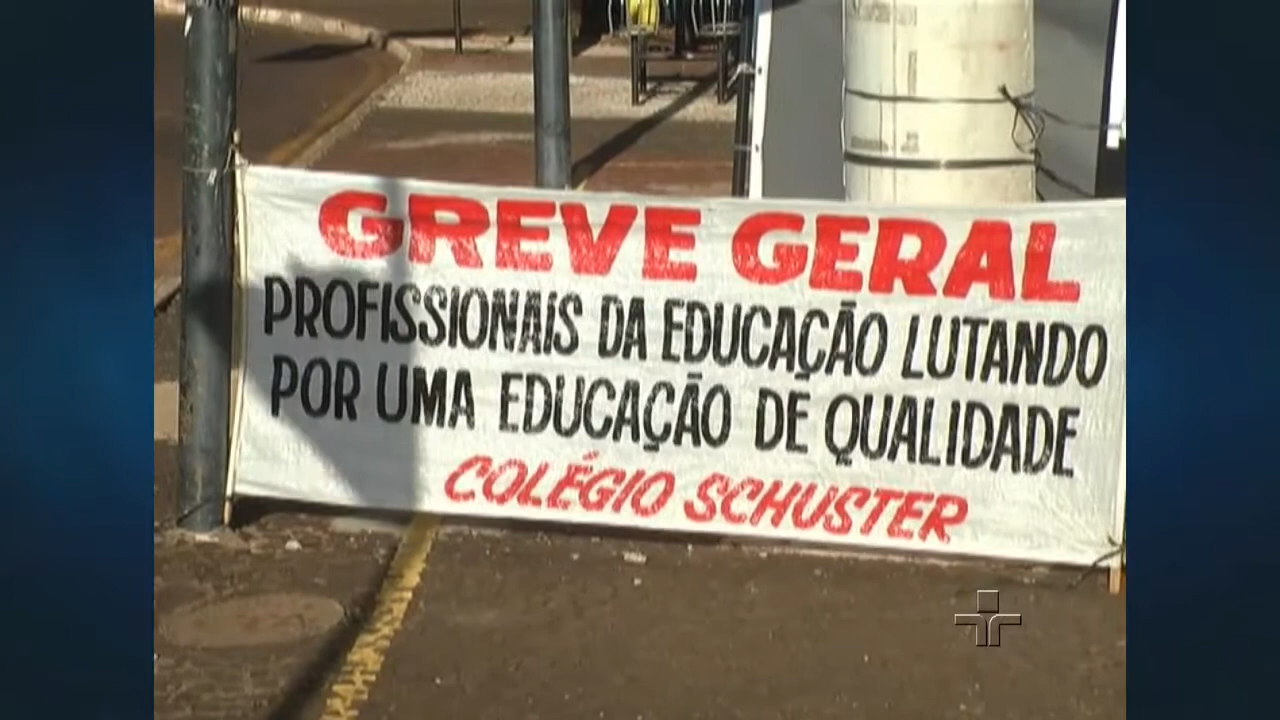 GREVE GERAL
PROFISSIONAIS DA EDUCAÇÃO LUTANDO
POR UMA EDUCAÇÃO DE QUALIDADE
COLÉGIO SCHUSTER